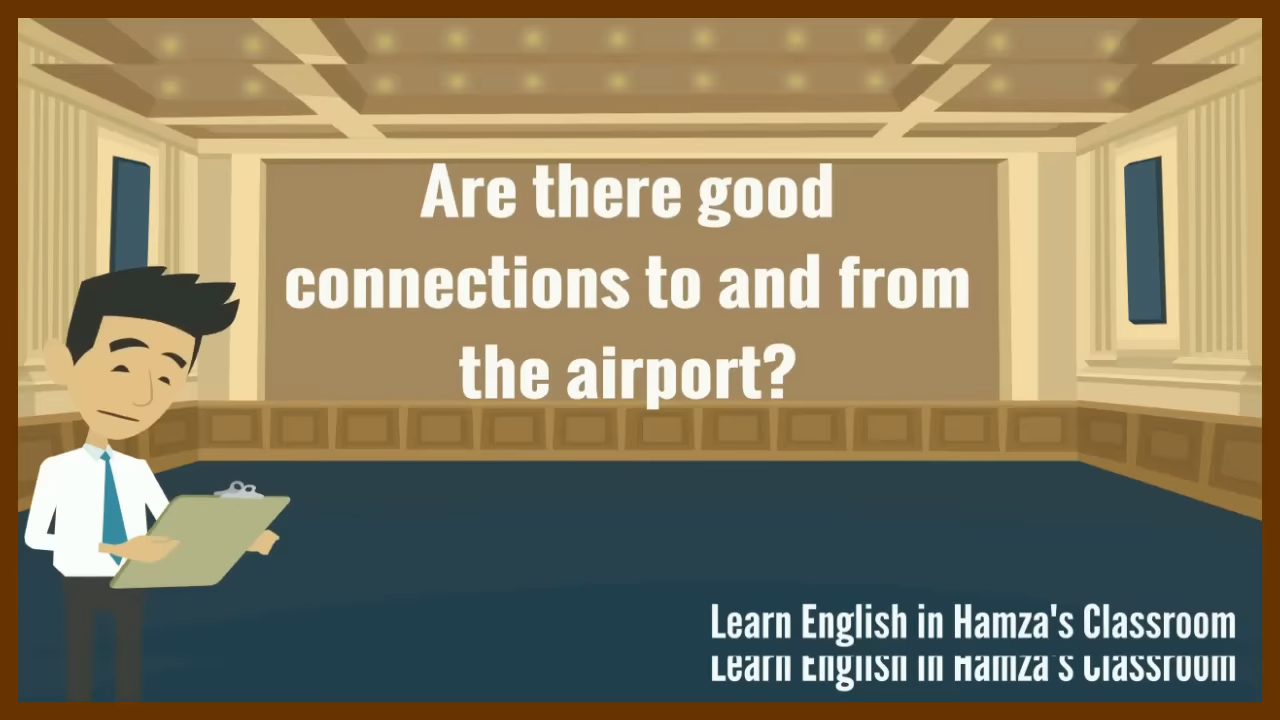 Are there good
connections to and from
the airport?
Learn English in Hamza's Classroom
Learn English in Hamza's Classroom